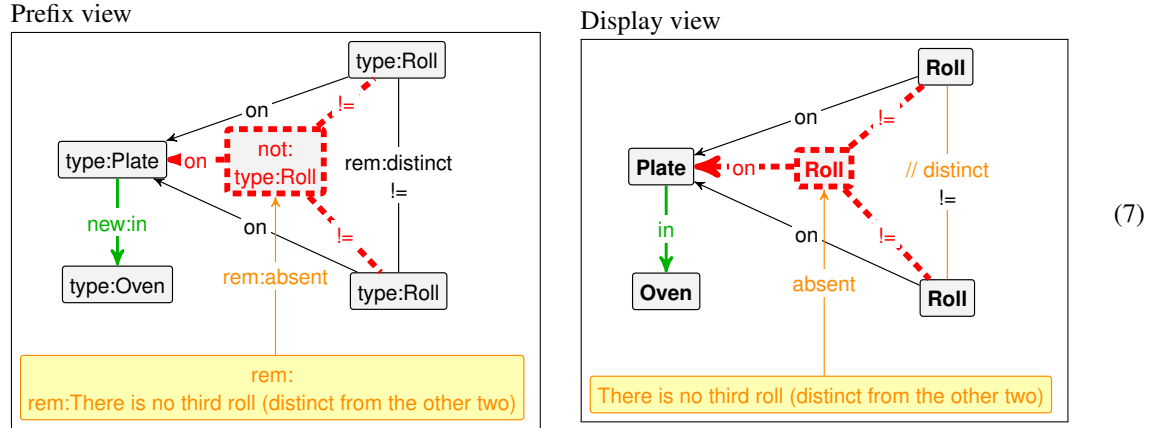 Prefix view
type:Roll
on
!=
type:Plate
on
not:
type:Roll
rem:distinct
!=
new:in
on
!=
rem:absent
type:Oven
type:Roll
rem:
rem:There is no third roll (distinct from the other two)
Display view
Roll
on
!=
Plate
on
Roll
// distinct
!=
in
on
!=
absent
Oven
Roll
There is no third roll (distinct from the other two)
(7)